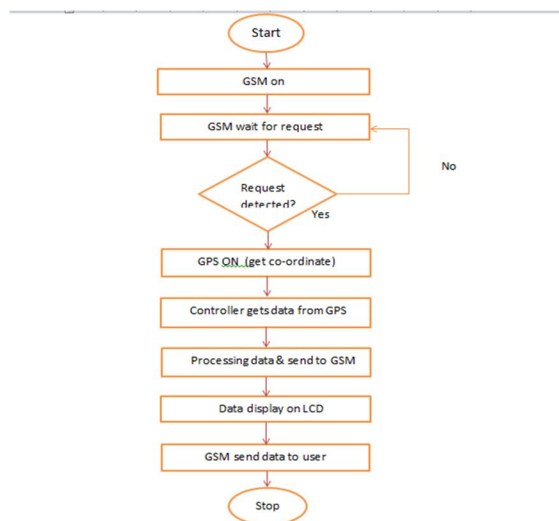 Start
GSM on
GSM wait for request
Request
detected?
No
Yes
GPS ON (get co-ordinate)
Controller gets data from GPS
Processing data & send to GSM
Data display on LCD
GSM send data to user
Stop